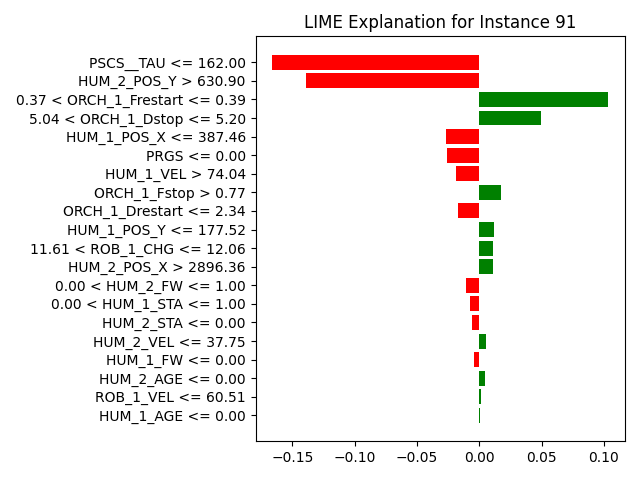 LIME Explanation for Instance 91
PSCS__TAU <= 162.00
HUM_2_POS_Y > 630.90
0.37 < ORCH_1_Frestart <= 0.39
5.04 < ORCH_1_Dstop <= 5.20
HUM_1_POS_X <= 387.46
PRGS <= 0.00
HUM_1_VEL > 74.04
ORCH_1_Fstop > 0.77
ORCH_1_Drestart <= 2.34
HUM_1_POS_Y <= 177.52
11.61 < ROB_1_CHG <= 12.06
HUM_2_POS_X > 2896.36
0.00 < HUM_2_FW <= 1.00
0.00 < HUM_1_STA <= 1.00
HUM_2_STA <= 0.00
HUM_2_VEL <= 37.75
HUM_1_FW <= 0.00
HUM_2_AGE <= 0.00
ROB_1_VEL <= 60.51
HUM_1_AGE <= 0.00
−0.15 −0.10 −0.05 0.00 0.05 0.10